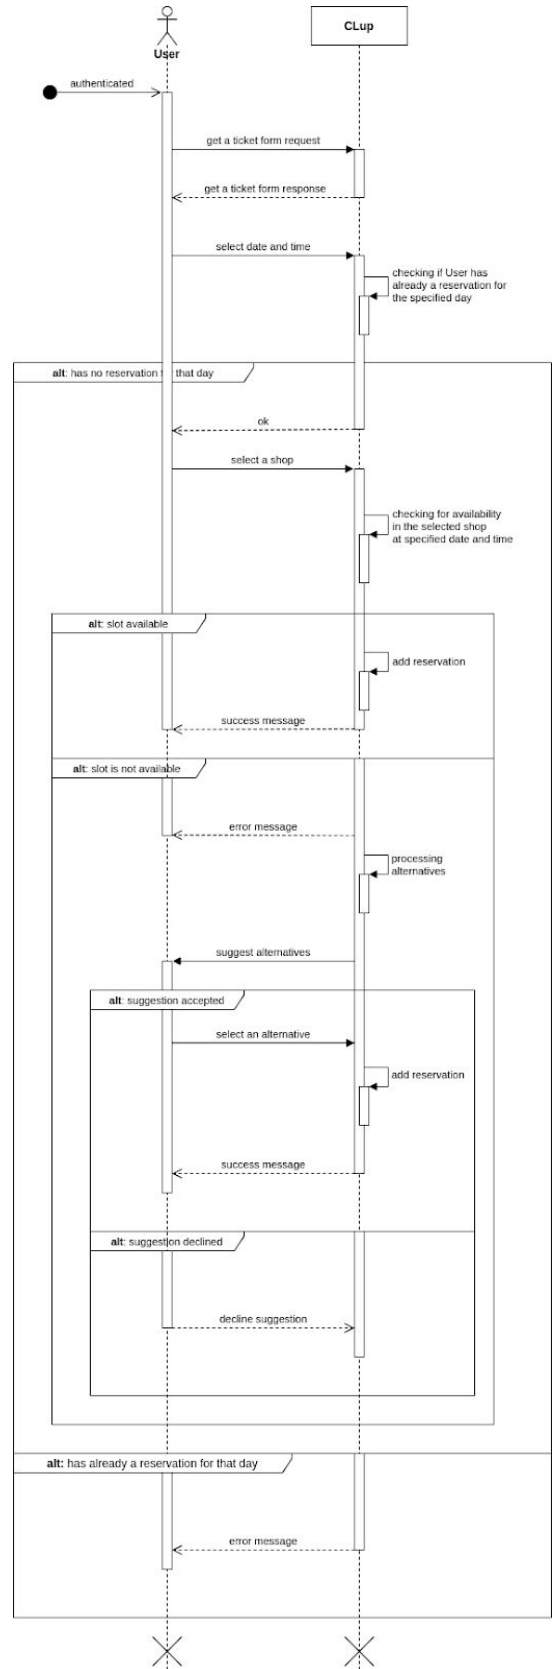 User
CLup
authenticated
get a ticket form request
get a ticket form response
select date and time
checking if User has
already a reservation for
the specified day
alt: has no reservation for that day
ok
select a shop
checking for availability
in the selected shop
at specified date and time
alt: slot available
add reservation
success message
alt: slot is not available
error message
processing
alternatives
suggest alternatives
alt: suggestion accepted
select an alternative
add reservation
success message
alt: suggestion declined
decline suggestion
alt: has already a reservation for that day
error message